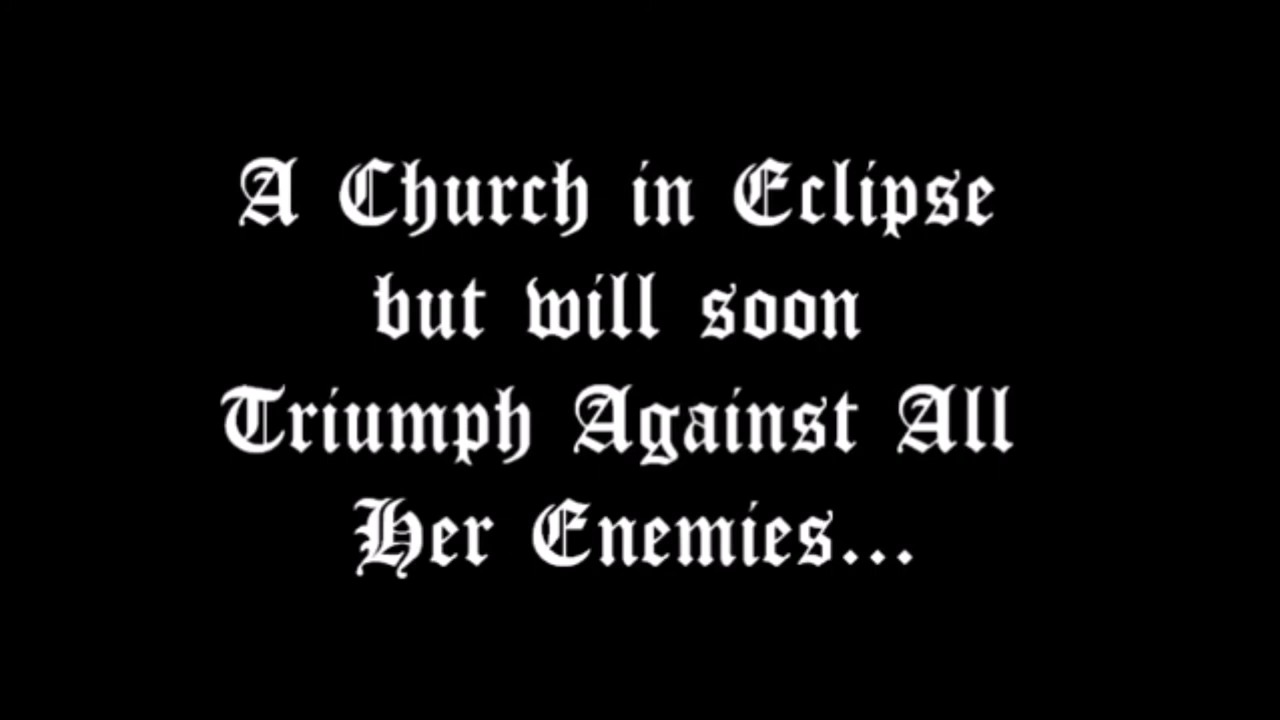 A Church in Eclipse
but will soon
Triumph Against All
Her Enemies...